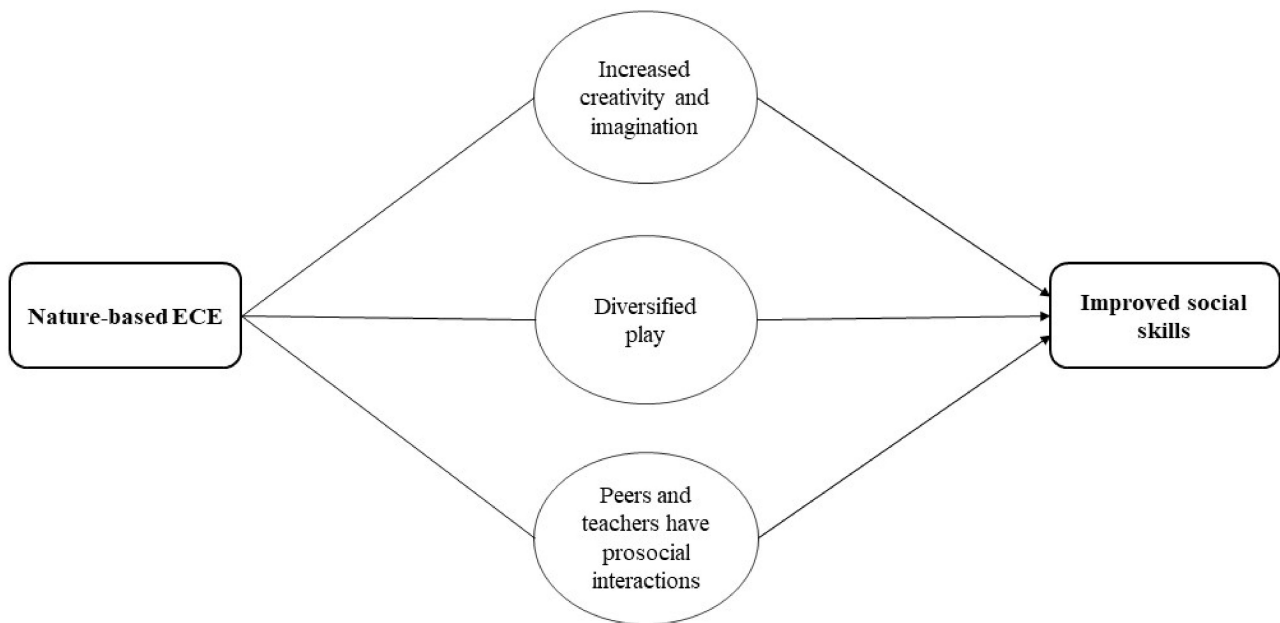 Increased
creativity and
imagination
Nature-based ECE
Diversified
play
Improved social
skills
Peers and
teachers have
prosocial
interactions